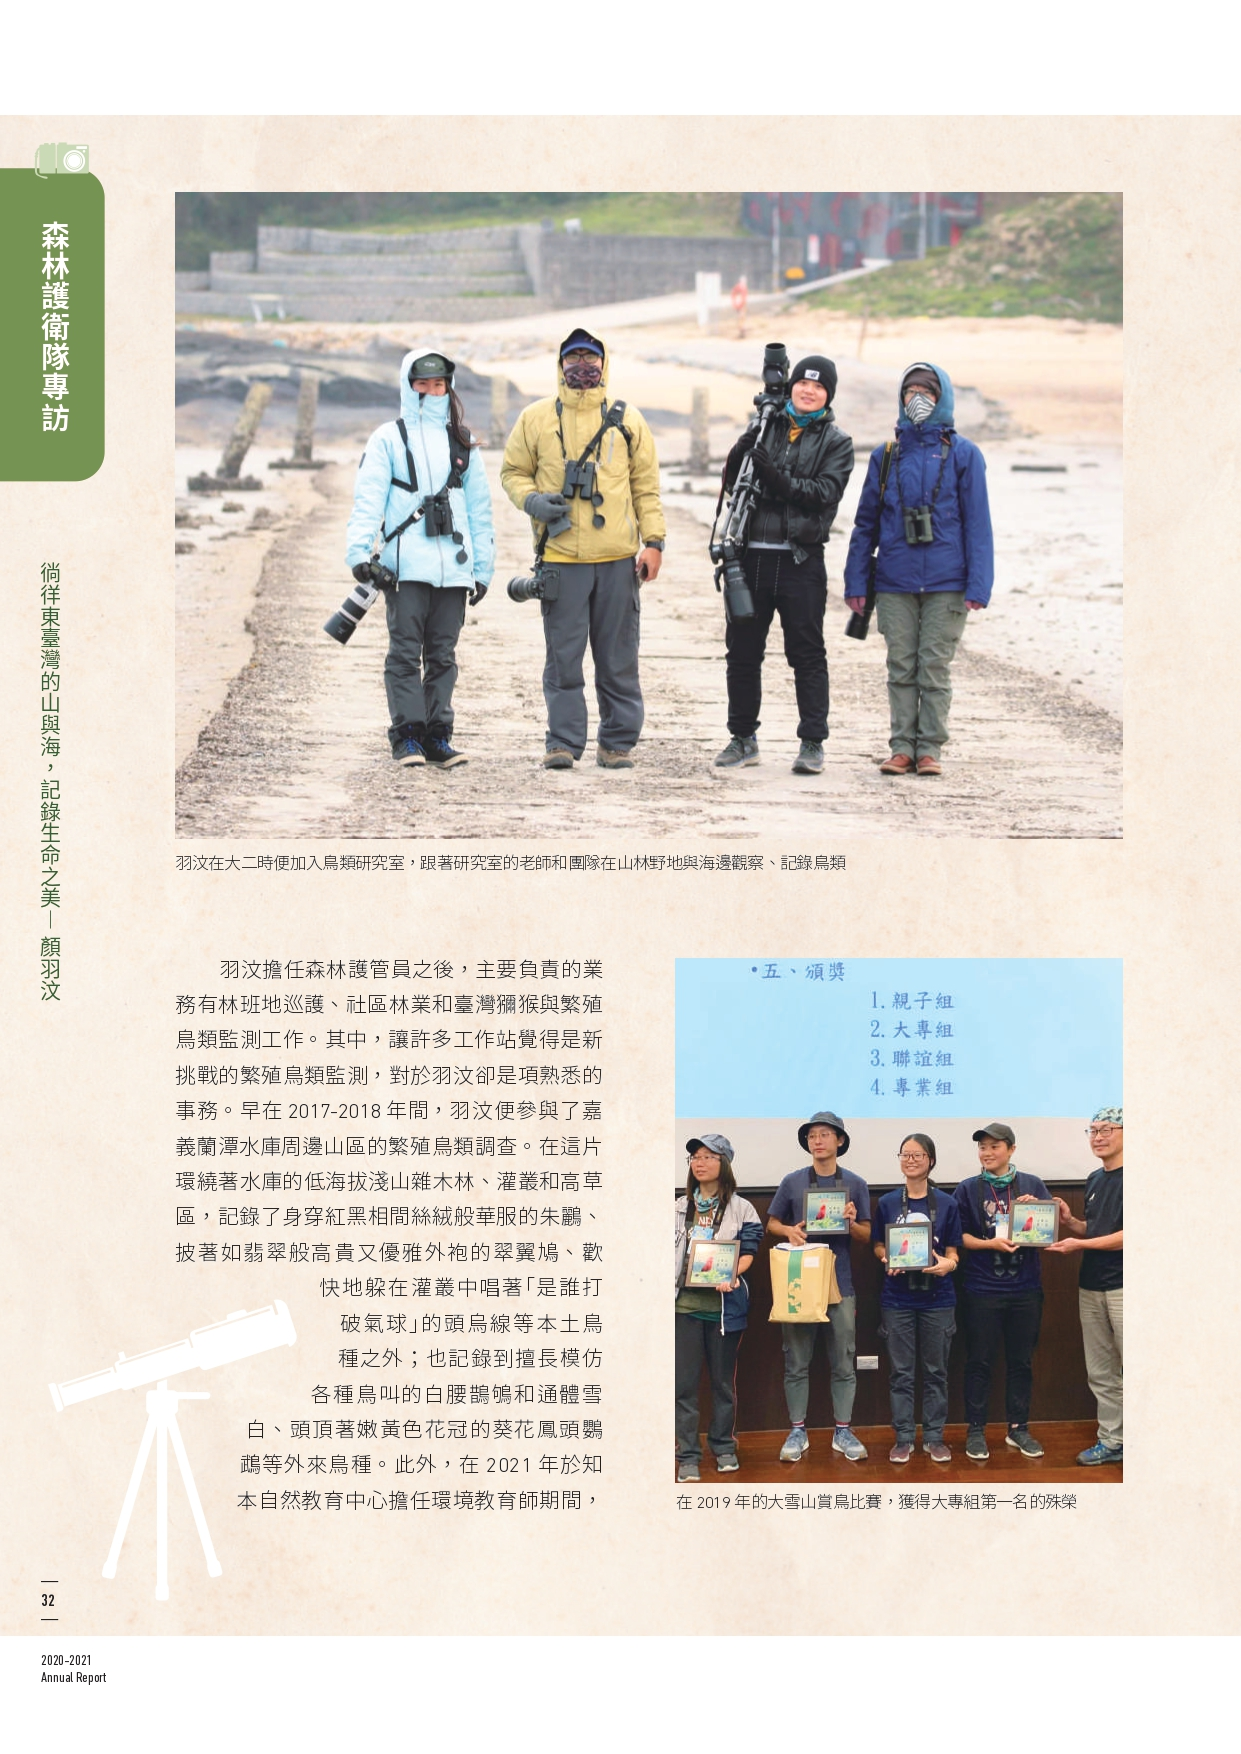 森林護衛隊專訪
徜徉東臺灣的山與海，記錄生命之美— 顏羽汶
羽汶在大二時便加入鳥類研究室，跟著研究室的老師和團隊在山林野地與海邊觀察、記錄鳥類
羽汶擔任森林護管員之後，主要負責的業
務有林班地巡護、社區林業和臺灣獼猴與繁殖
鳥類監測工作。其中，讓許多工作站覺得是新
挑戰的繁殖鳥類監測，對於羽汶卻是項熟悉的
事務。早在 2017-2018 年間，羽汶便參與了嘉
義蘭潭水庫周邊山區的繁殖鳥類調查。在這片
環繞著水庫的低海拔淺山雜木林、灌叢和高草
區，記錄了身穿紅黑相間絲絨般華服的朱鸝、
披著如翡翠般高貴又優雅外袍的翠翼鳩、歡
快地躲在灌叢中唱著「是誰打
破氣球」的頭烏線等本土鳥
種之外；也記錄到擅長模仿
各種鳥叫的白腰鵲鴝和通體雪
白、頭頂著嫩黃色花冠的葵花鳳頭鸚
鵡等外來鳥種。此外，在 2021 年於知
本自然教育中心擔任環境教育師期間，
•五、頒獎
1. 親子組
2. 大專組
3. 聯誼組
4. 專業組
在 2019 年的大雪山賞鳥比賽，獲得大專組第一名的殊榮
32
2020-2021
Annual Report